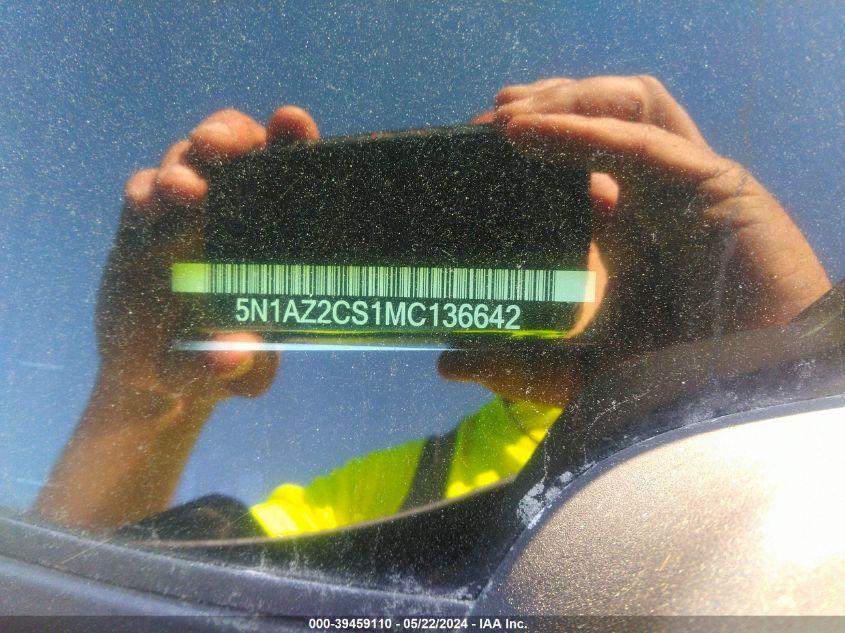 5N1AZ2CS1MC136642
000-39459110 - 05/22/2024 - IAA Inc.